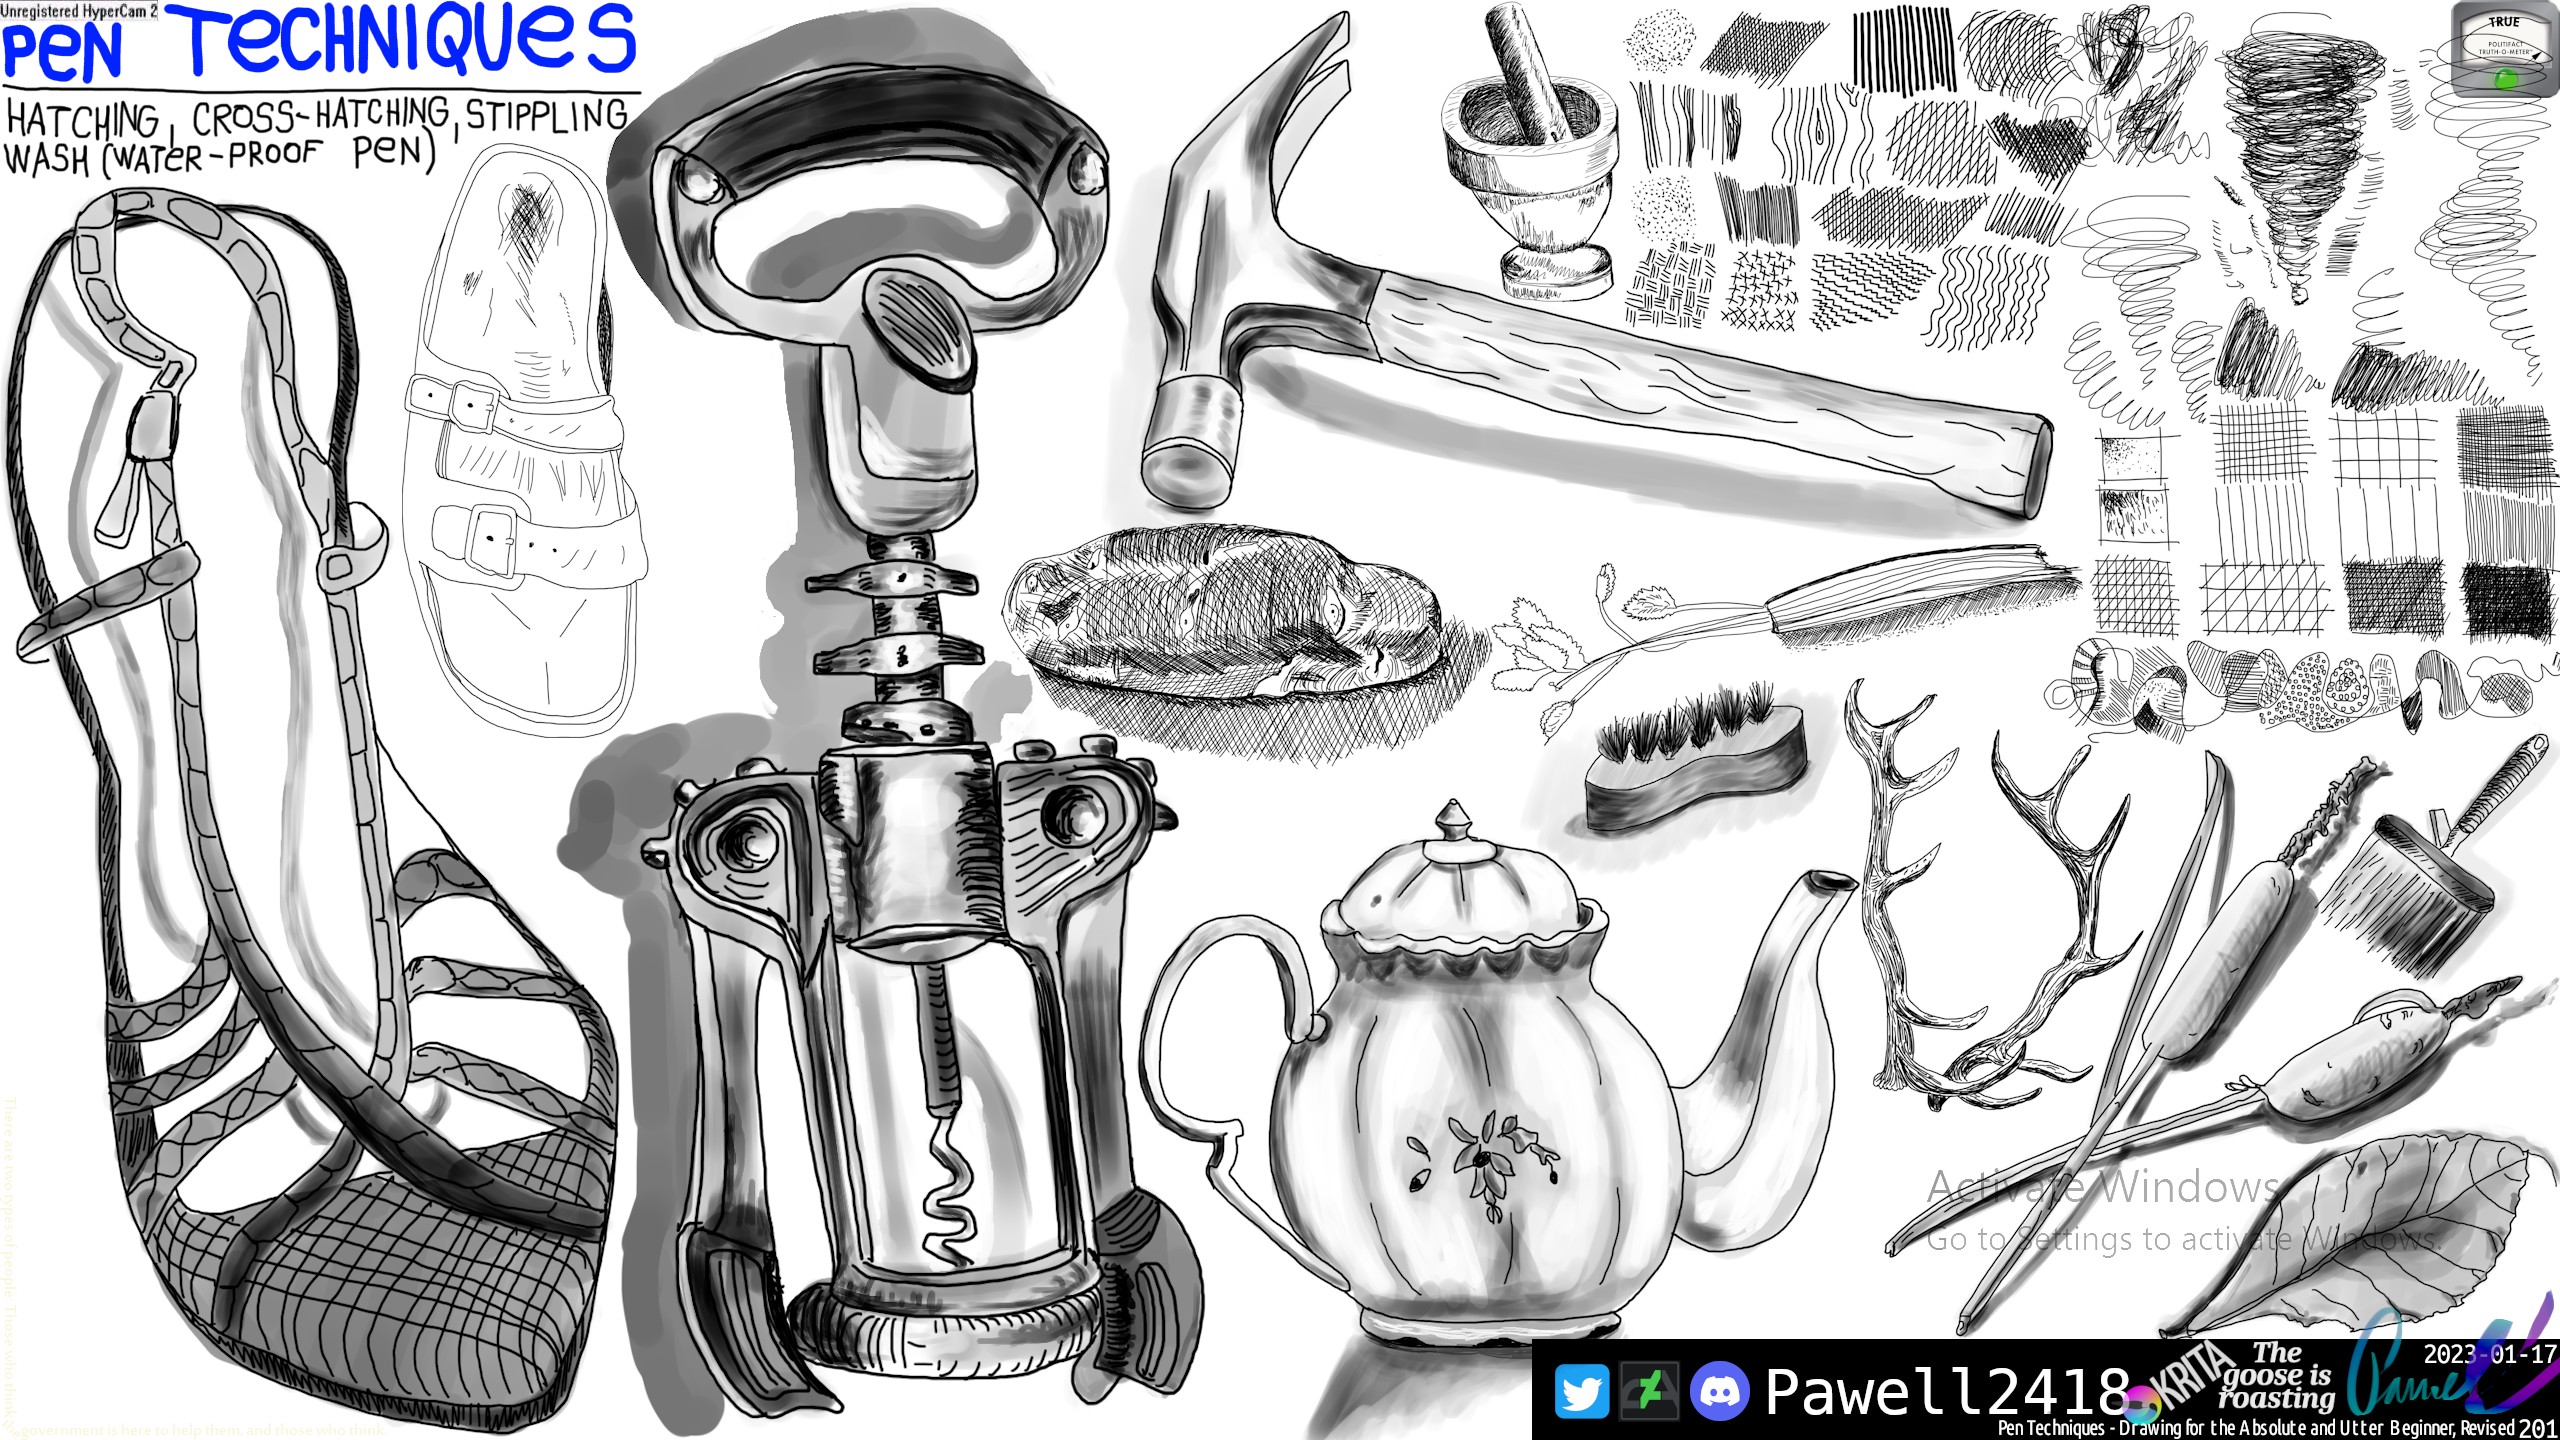 Unregistered HyperCam 2
PeN TecHNIQUeS
HATCHING, CROSS-HATCHING, STIPPLING
WASH (WATeR-PROOF PeN)
TRUE
POLITIFACT
TRUTH-O-METER™
There are two types of people: Those who think
government is here to help them, and those who think.
Activate Windows
Go to Settings to activate Windows.
Pawell2418
KRITA
The
goose is
roasting
2023-01-17
Pen Techniques - Drawing for the Absolute and Utter Beginner, Revised 201